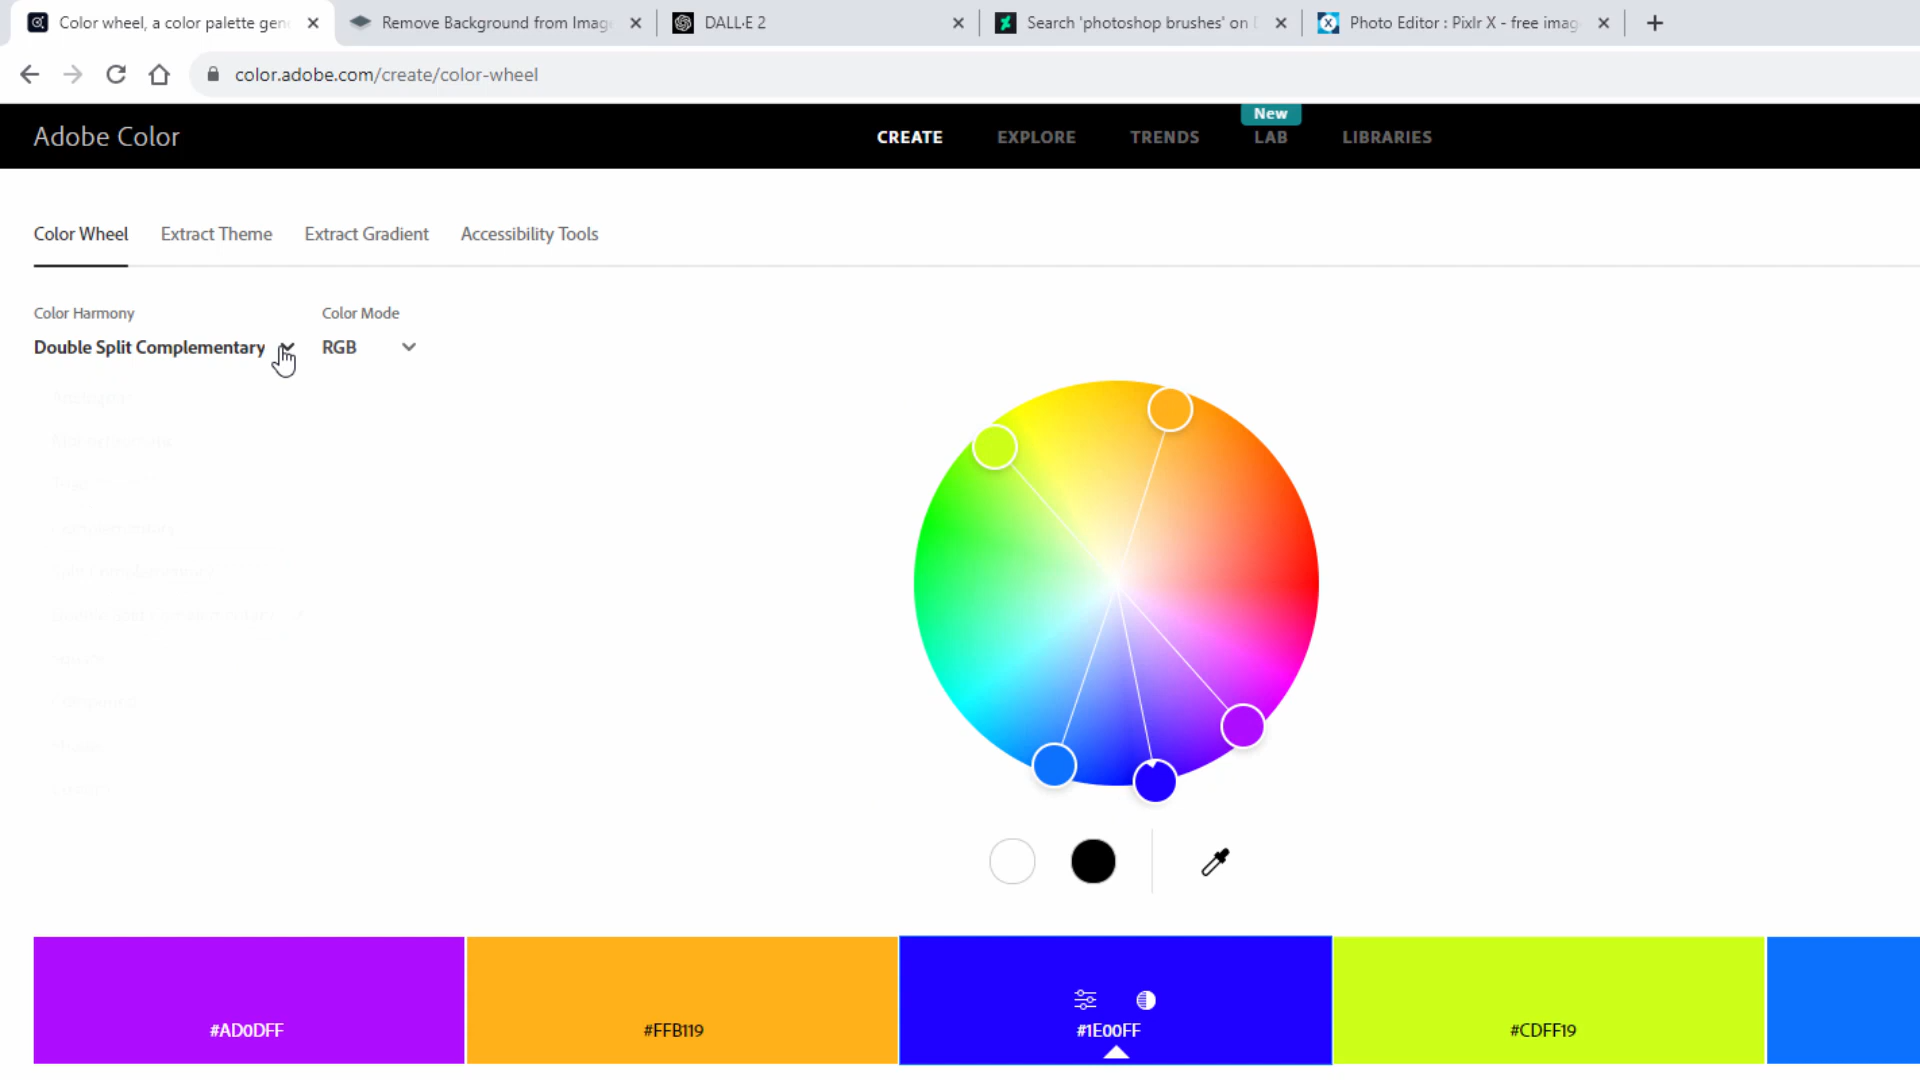 Color wheel, a color palette gen
Remove Background from Imag
DALL·E 2
Search 'photoshop brushes' on
Photo Editor : Pixlr X - free imag
color.adobe.com/create/color-wheel
Adobe Color
CREATE
EXPLORE
TRENDS
New
LAB
LIBRARIES
Color Wheel
Extract Theme
Extract Gradient
Accessibility Tools
Color Harmony
Color Mode
Double Split Complementary
RGB
#AD0DFF
#FFB119
#1E00FF
#CDFF19